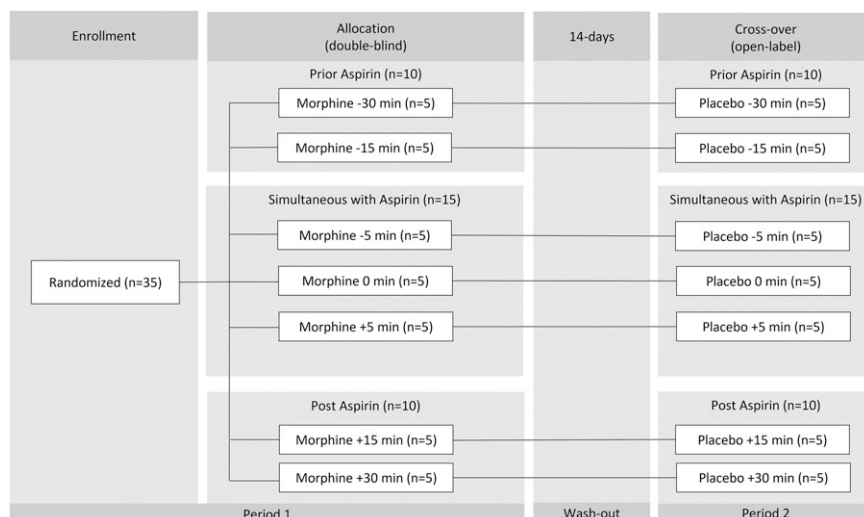 Enrollment
Allocation
(double-blind)
14-days
Cross-over
(open-label)
Prior Aspirin (n=10)
Prior Aspirin (n=10)
Morphine -30 min (n=5)
Placebo -30 min (n=5)
Morphine -15 min (n=5)
Placebo -15 min (n=5)
Simultaneous with Aspirin (n=15)
Simultaneous with Aspirin (n=15)
Morphine -5 min (n=5)
Placebo -5 min (n=5)
Randomized (n=35)
Morphine 0 min (n=5)
Placebo 0 min (n=5)
Morphine +5 min (n=5)
Placebo +5 min (n=5)
Post Aspirin (n=10)
Post Aspirin (n=10)
Morphine +15 min (n=5)
Placebo +15 min (n=5)
Morphine +30 min (n=5)
Placebo +30 min (n=5)
Period 1
Wash-out
Period 2